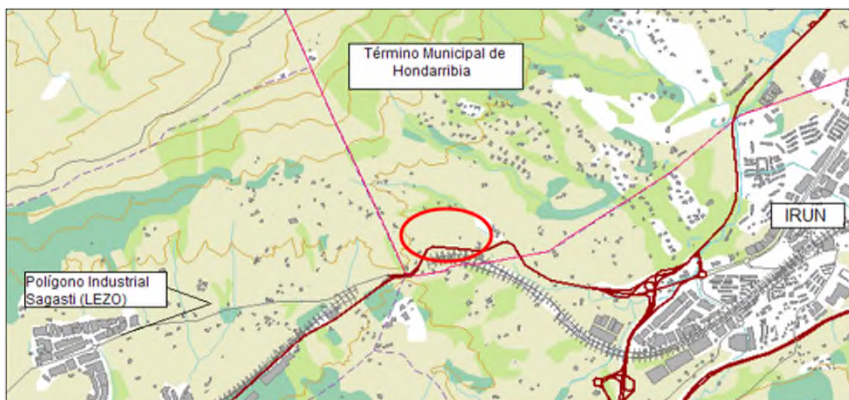 Término Municipal de
Hondarribia
IRUN
Polígono Industrial
Sagasti (LEZO)